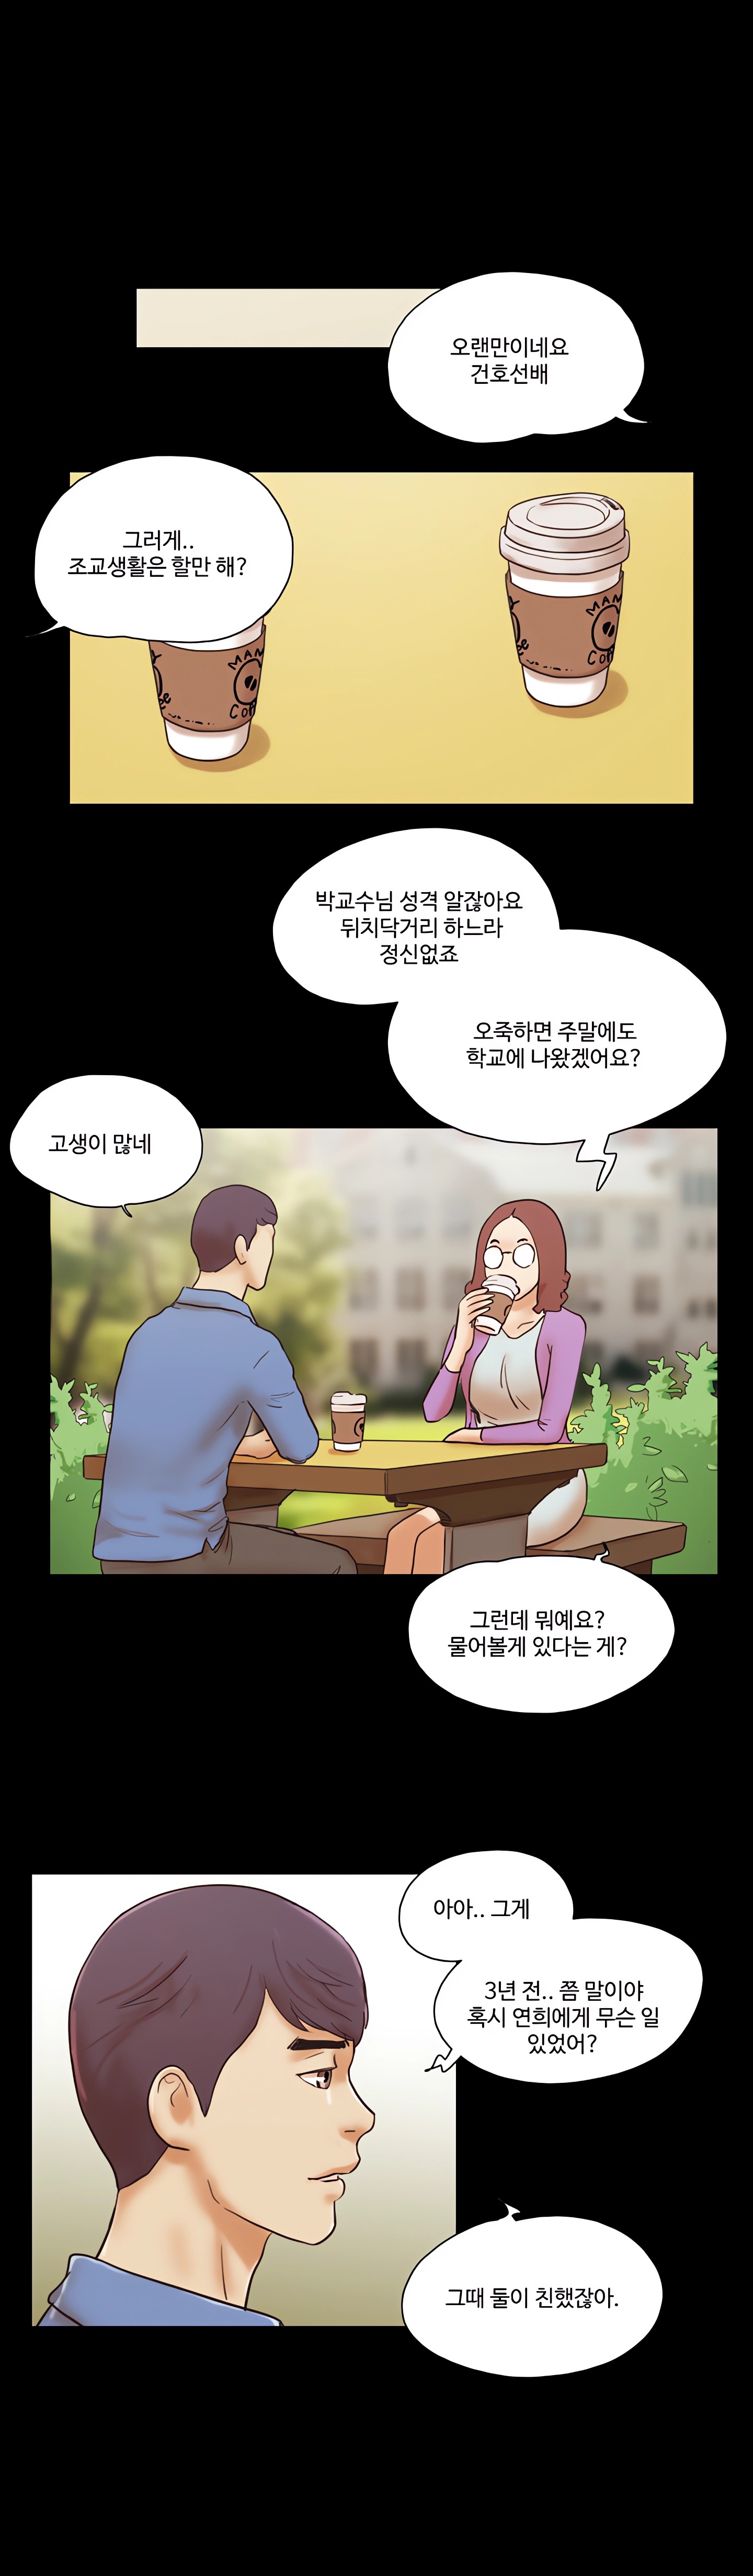 오랜만이네요
건호선배
그러게..
조교생활은 할만 해?
MAN
Cof
MAN
Cof
박교수님 성격 알잖아요
뒤치닥거리 하느라
정신없죠
오죽하면 주말에도
학교에 나왔겠어요?
고생이 많네
그런데 뭐예요?
물어볼게 있다는 게?
아아.. 그게
3년 전.. 쯤 말이야
혹시 연희에게 무슨 일
있었어?
그때 둘이 친했잖아.